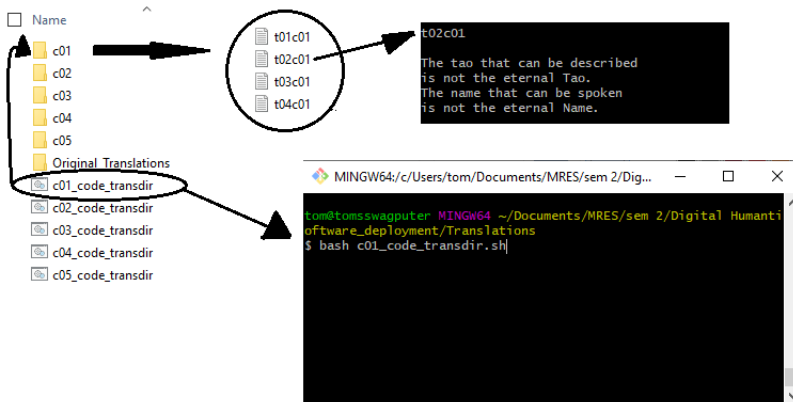 Name
c01
c02
c03
c04
c05
Original_Translations
c01_code_transdir
c02_code_transdir
c03_code_transdir
c04_code_transdir
c05_code_transdir
t01c01
t02c01
t03c01
t04c01
t02c01
The tao that can be described
is not the eternal Tao.
The name that can be spoken
is not the eternal Name.
MINGW64:/c/Users/tom/Documents/MRES/sem 2/Dig...
tom@tomsswagputer MINGW64 ~/Documents/MRES/sem 2/Digital Humanti
oftware_deployment/Translations
$ bash c01_code_transdir.sh